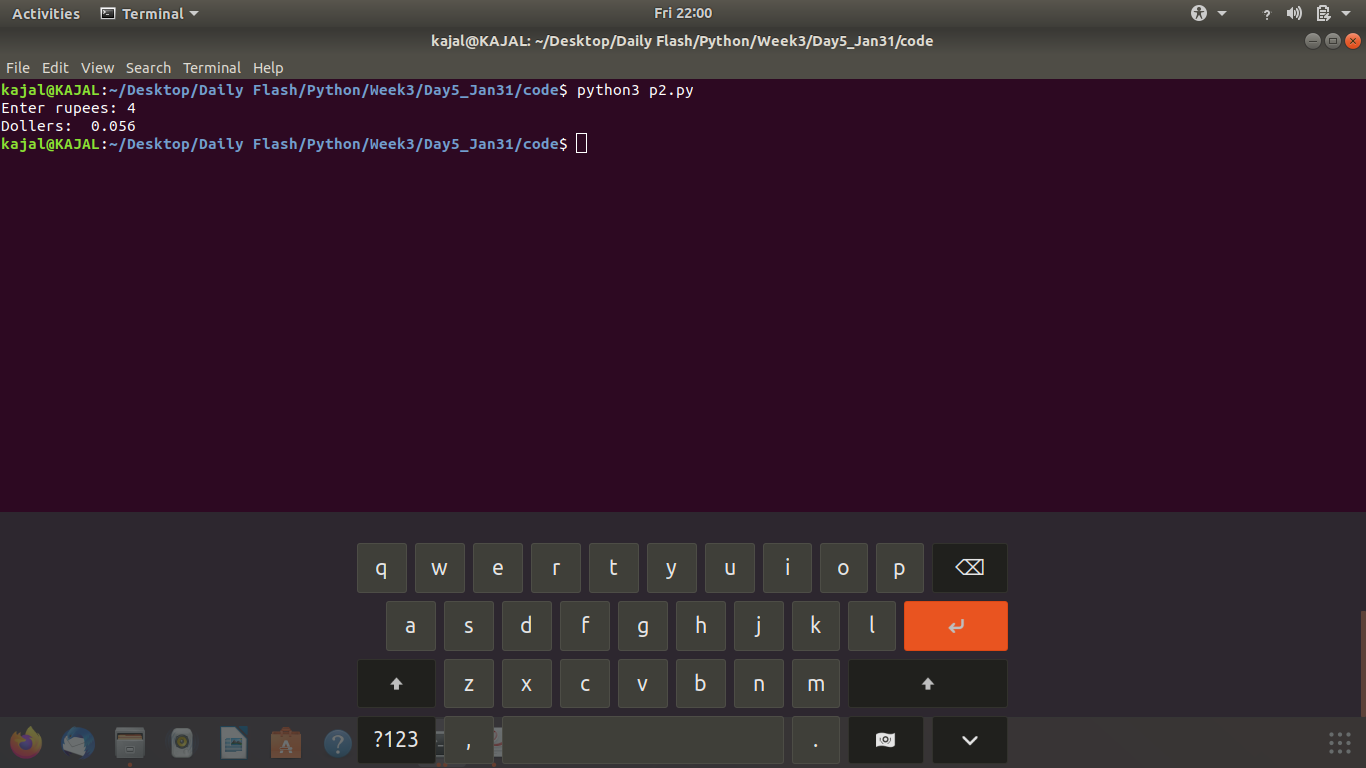 Activities Terminal Fri 22:00 ?
kajal@KAJAL: ~/Desktop/Daily Flash/Python/Week3/Day5_Jan31/code
File Edit View Search Terminal Help
kajal@KAJAL:~/Desktop/Daily Flash/Python/Week3/Day5_Jan31/code$ python3 p2.py
Enter rupees: 4
Dollers:  0.056
kajal@KAJAL:~/Desktop/Daily Flash/Python/Week3/Day5_Jan31/code$
q w e r t y u i o p
a s d f g h j k l
z x c v b n m
? ?123 , .